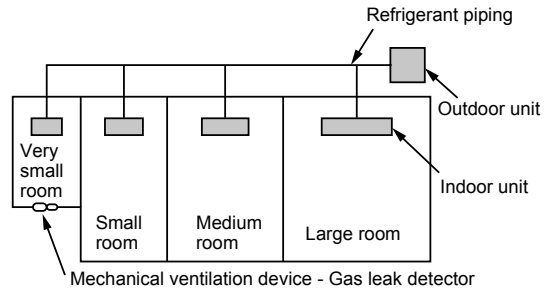 Refrigerant piping
Outdoor unit
Indoor unit
Very
small
room
Small
room
Medium
room
Large room
Mechanical ventilation device - Gas leak detector